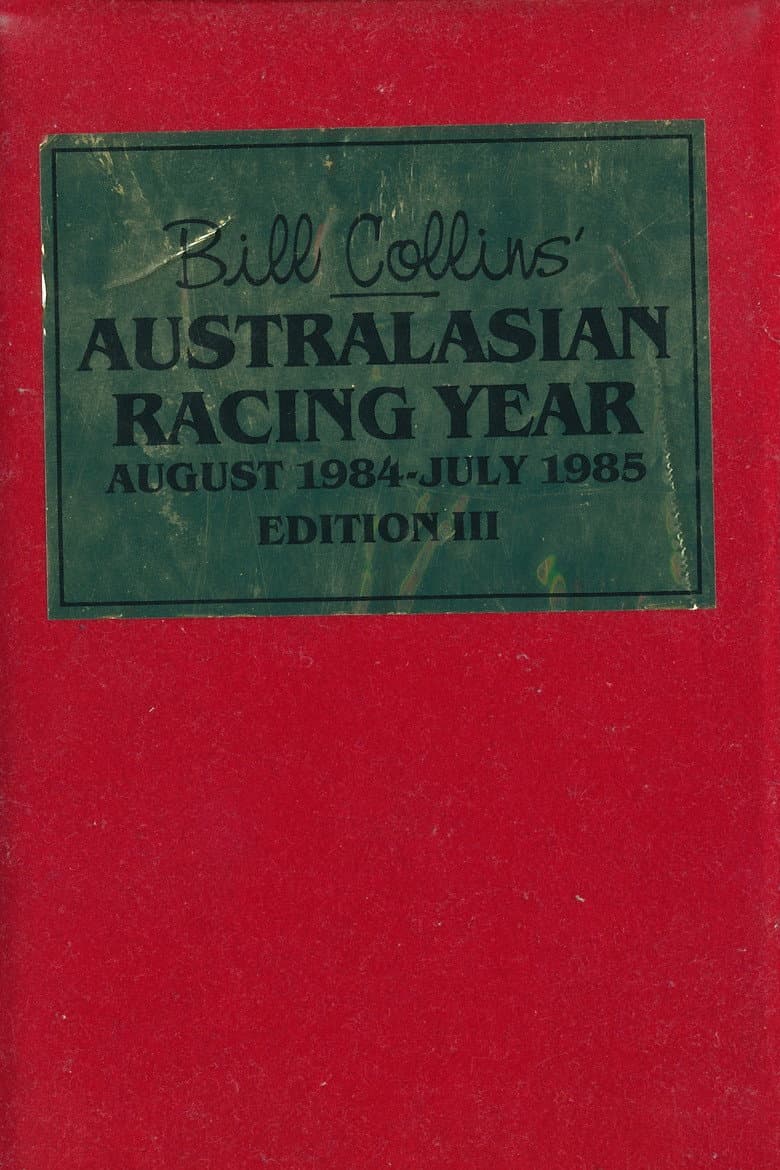 Bill Collins'
AUSTRALASIAN
RACING YEAR
AUGUST 1984-JULY 1985
EDITION III